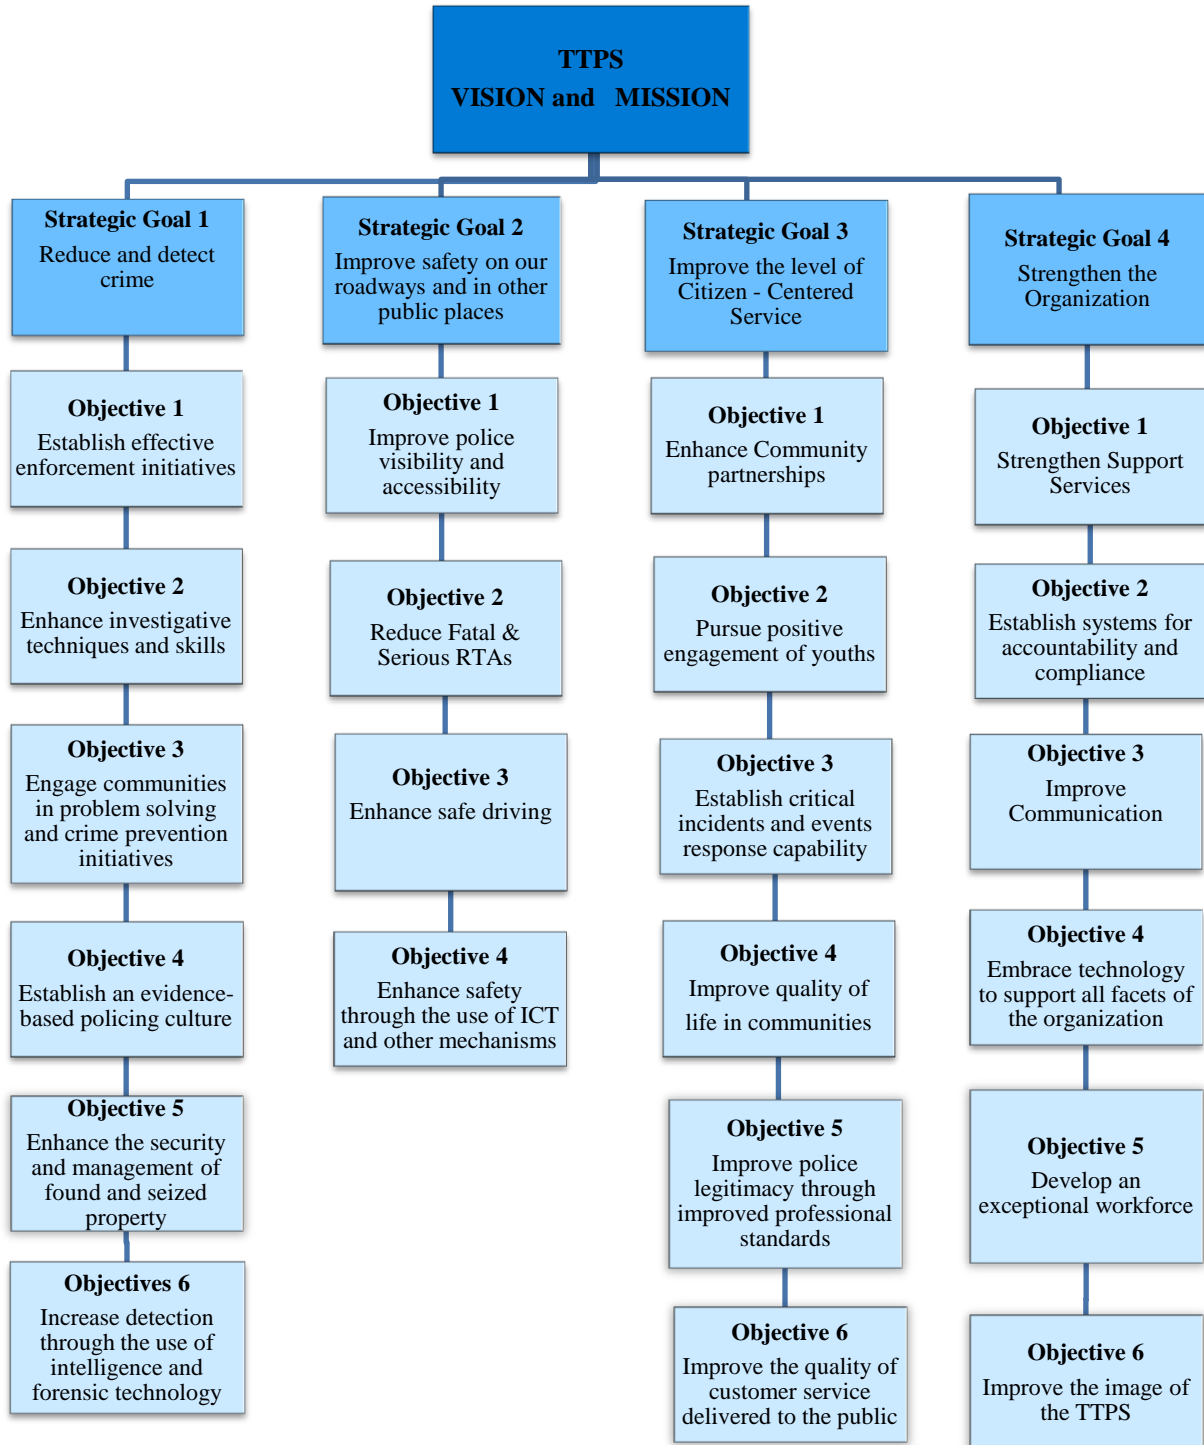 TTPS
VISION and MISSION
Strategic Goal 1
Reduce and detect
crime
Objective 1
Establish effective
enforcement initiatives
Objective 2
Enhance investigative
techniques and skills
Objective 3
Engage communities
in problem solving
and crime prevention
initiatives
Objective 4
Establish an evidence-
based policing culture
Objective 5
Enhance the security
and management of
found and seized
property
Objectives 6
Increase detection
through the use of
intelligence and
forensic technology
Strategic Goal 2
Improve safety on our
roadways and in other
public places
Objective 1
Improve police
visibility and
accessibility
Objective 2
Reduce Fatal &
Serious RTAs
Objective 3
Enhance safe driving
Objective 4
Enhance safety
through the use of ICT
and other mechanisms
Strategic Goal 3
Improve the level of
Citizen - Centered
Service
Objective 1
Enhance Community
partnerships
Objective 2
Pursue positive
engagement of youths
Objective 3
Establish critical
incidents and events
response capability
Objective 4
Improve quality of
life in communities
Objective 5
Improve police
legitimacy through
improved professional
standards
Objective 6
Improve the quality of
customer service
delivered to the public
Strategic Goal 4
Strengthen the
Organization
Objective 1
Strengthen Support
Services
Objective 2
Establish systems for
accountability and
compliance
Objective 3
Improve
Communication
Objective 4
Embrace technology
to support all facets of
the organization
Objective 5
Develop an
exceptional workforce
Objective 6
Improve the image of
the TTPS